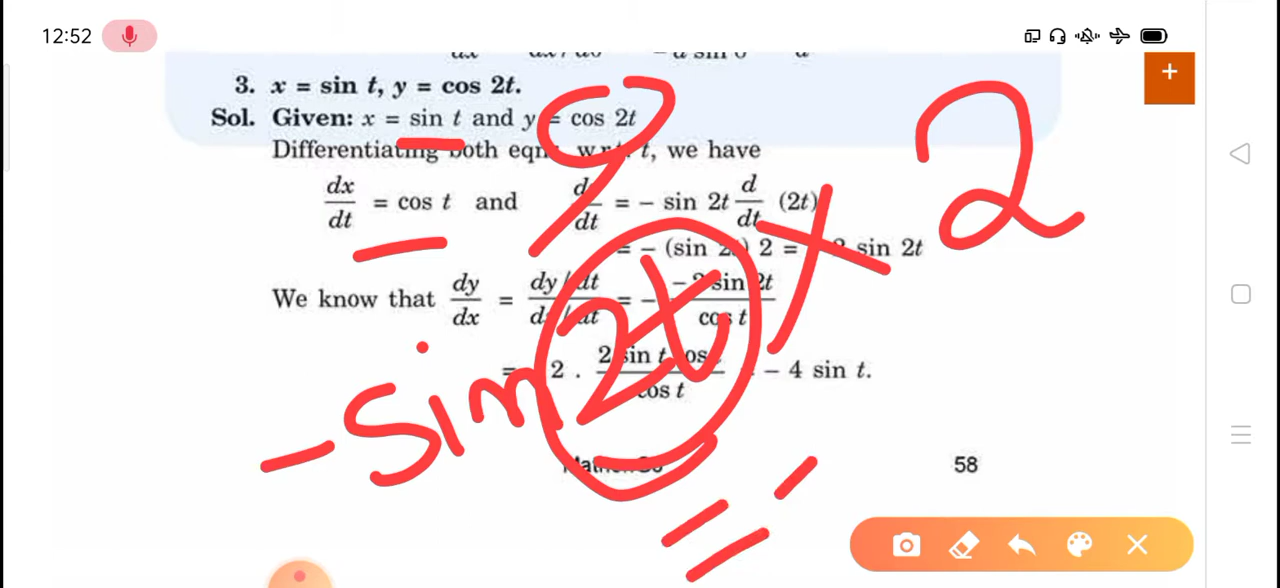 12:52
3. x = sin t, y = cos 2t.
Sol. Given: x = sin t and y = cos 2t
Differentiating both eqns. w.r.t. t, we have
dx/dt = cos t and dy/dt = − sin 2t d/dt (2t)
= − (sin 2t) 2 = − 2 sin 2t
We know that dy/dx = dy/dt / dx/dt = − −2 sin 2t / cos t
= 2 . 2 sin t cos t / cos t − 4 sin t.
− sin 2t × 2
= -
58